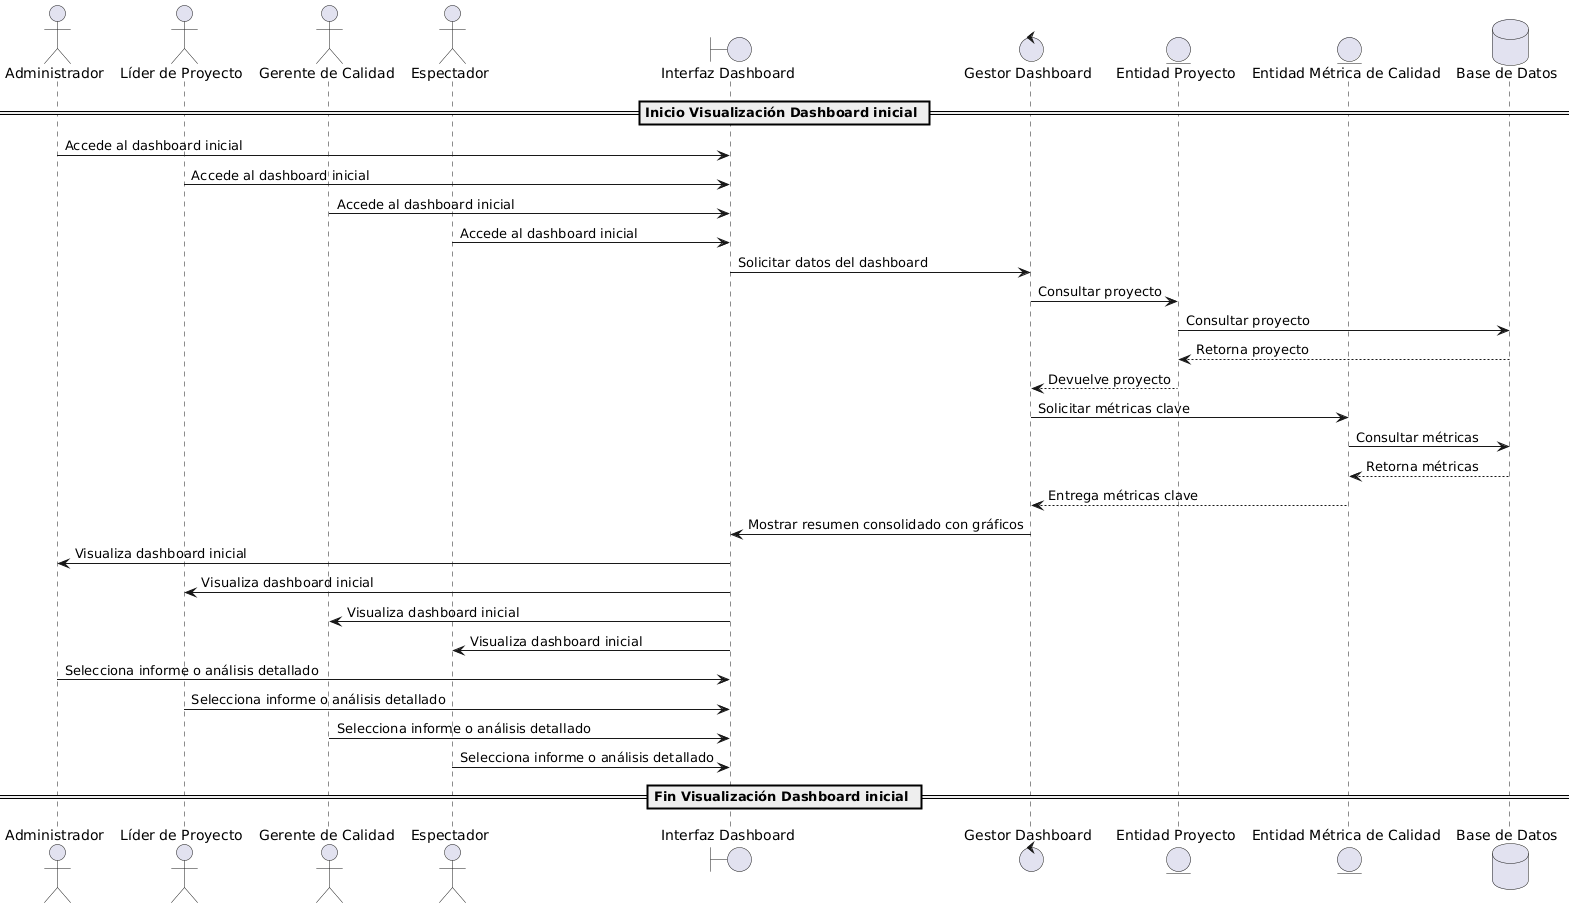 Administrador
Líder de Proyecto
Gerente de Calidad
Espectador
Interfaz Dashboard
Gestor Dashboard
Entidad Proyecto
Entidad Métrica de Calidad
Base de Datos
Inicio Visualización Dashboard inicial
Accede al dashboard inicial
Accede al dashboard inicial
Accede al dashboard inicial
Accede al dashboard inicial
Solicitar datos del dashboard
Consultar proyecto
Consultar proyecto
Retorna proyecto
Devuelve proyecto
Solicitar métricas clave
Consultar métricas
Retorna métricas
Entrega métricas clave
Mostrar resumen consolidado con gráficos
Visualiza dashboard inicial
Visualiza dashboard inicial
Visualiza dashboard inicial
Visualiza dashboard inicial
Selecciona informe o análisis detallado
Selecciona informe o análisis detallado
Selecciona informe o análisis detallado
Selecciona informe o análisis detallado
Fin Visualización Dashboard inicial
Administrador
Líder de Proyecto
Gerente de Calidad
Espectador
Interfaz Dashboard
Gestor Dashboard
Entidad Proyecto
Entidad Métrica de Calidad
Base de Datos